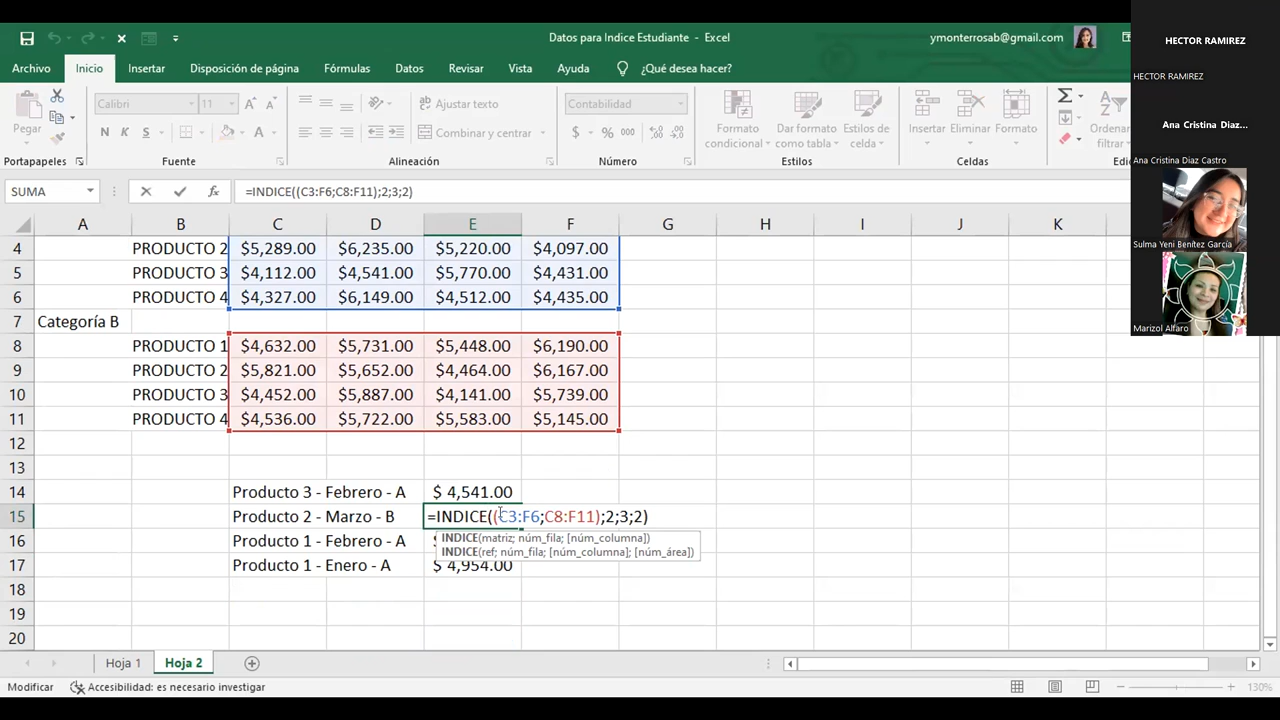 Datos para Indice Estudiante - Excel
ymonterrosab@gmail.com
Archivo Inicio Insertar Disposición de página Fórmulas Datos Revisar Vista Ayuda ¿Qué desea hacer?
Pegar
Calibri 11
N K S
Ajustar texto
Combinar y centrar
Contabilidad
$ % 000
Formato condicional
Dar formato como tabla
Estilos de celda
Insertar Eliminar Formato
Ordenar
filtrar
Portapapeles Fuente Alineación Número Estilos Celdas Edi
SUMA
fx
=INDICE((C3:F6;C8:F11);2;3;2)
A B C D E F G H I J K
4 PRODUCTO 2 $5,289.00 $6,235.00 $5,220.00 $4,097.00
5 PRODUCTO 3 $4,112.00 $4,541.00 $5,770.00 $4,431.00
6 PRODUCTO 4 $4,327.00 $6,149.00 $4,512.00 $4,435.00
7 Categoría B
8 PRODUCTO 1 $4,632.00 $5,731.00 $5,448.00 $6,190.00
9 PRODUCTO 2 $5,821.00 $5,652.00 $4,464.00 $6,167.00
10 PRODUCTO 3 $4,452.00 $5,887.00 $4,141.00 $5,739.00
11 PRODUCTO 4 $4,536.00 $5,722.00 $5,583.00 $5,145.00
12
13
14 Producto 3 - Febrero - A $ 4,541.00
15 Producto 2 - Marzo - B =INDICE((C3:F6;C8:F11);2;3;2)
INDICE(matriz; núm_fila; [núm_columna])
16 Producto 1 - Febrero - A $
INDICE(ref; núm_fila; [núm_columna]; [núm_área])
17 Producto 1 - Enero - A $ 4,954.00
18
19
20
Hoja 1 Hoja 2
Modificar Accesibilidad: es necesario investigar
130%
HECTOR RAMIREZ
HECTOR RAMIREZ
Ana Cristina Diaz...
Ana Cristina Diaz Castro
Sulma Yeni Benítez García
Marizol Alfaro